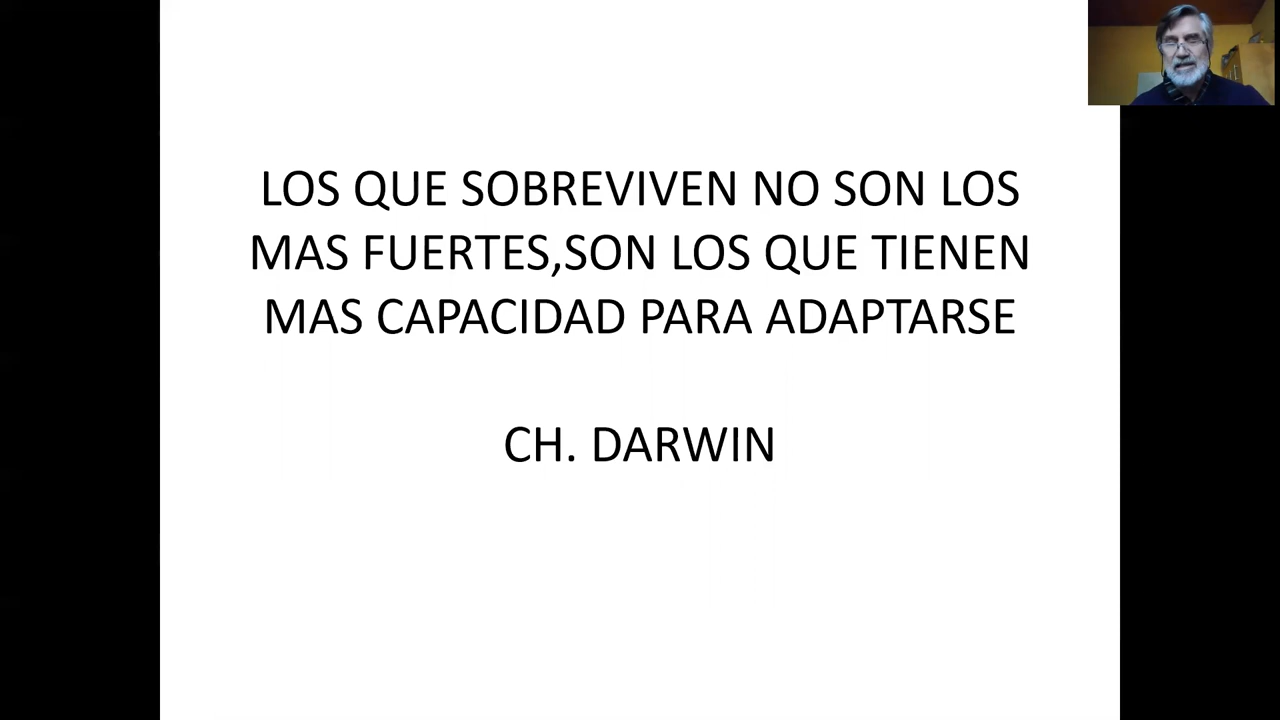 LOS QUE SOBREVIVEN NO SON LOS
MAS FUERTES,SON LOS QUE TIENEN
MAS CAPACIDAD PARA ADAPTARSE
CH. DARWIN